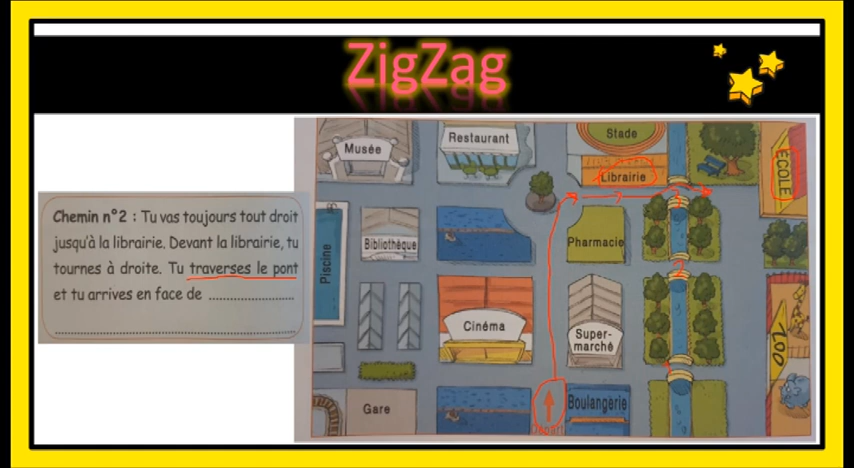 ZigZag
Chemin n°2 : Tu vas toujours tout droit
jusqu'à la librairie. Devant la librairie, tu
tournes à droite. Tu traverses le pont
et tu arrives en face de ......................
......................................................................
Musée
Restaurant
Stade
Librairie
ÉCOLE
Piscine
Bibliothèque
Pharmacie
Cinéma
Super-
marché
ZOO
Gare
Boulangerie
Départ